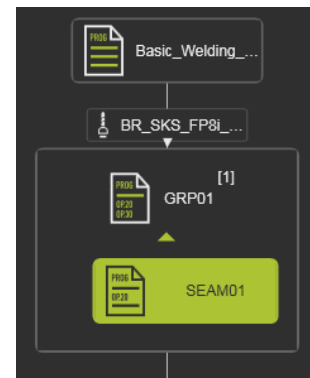 PROG
Basic_Welding_...
BR_SKS_FP8i_...
[1]
PROG
OP.20
OP.30
GRP01
PROG
OP.20
SEAM01